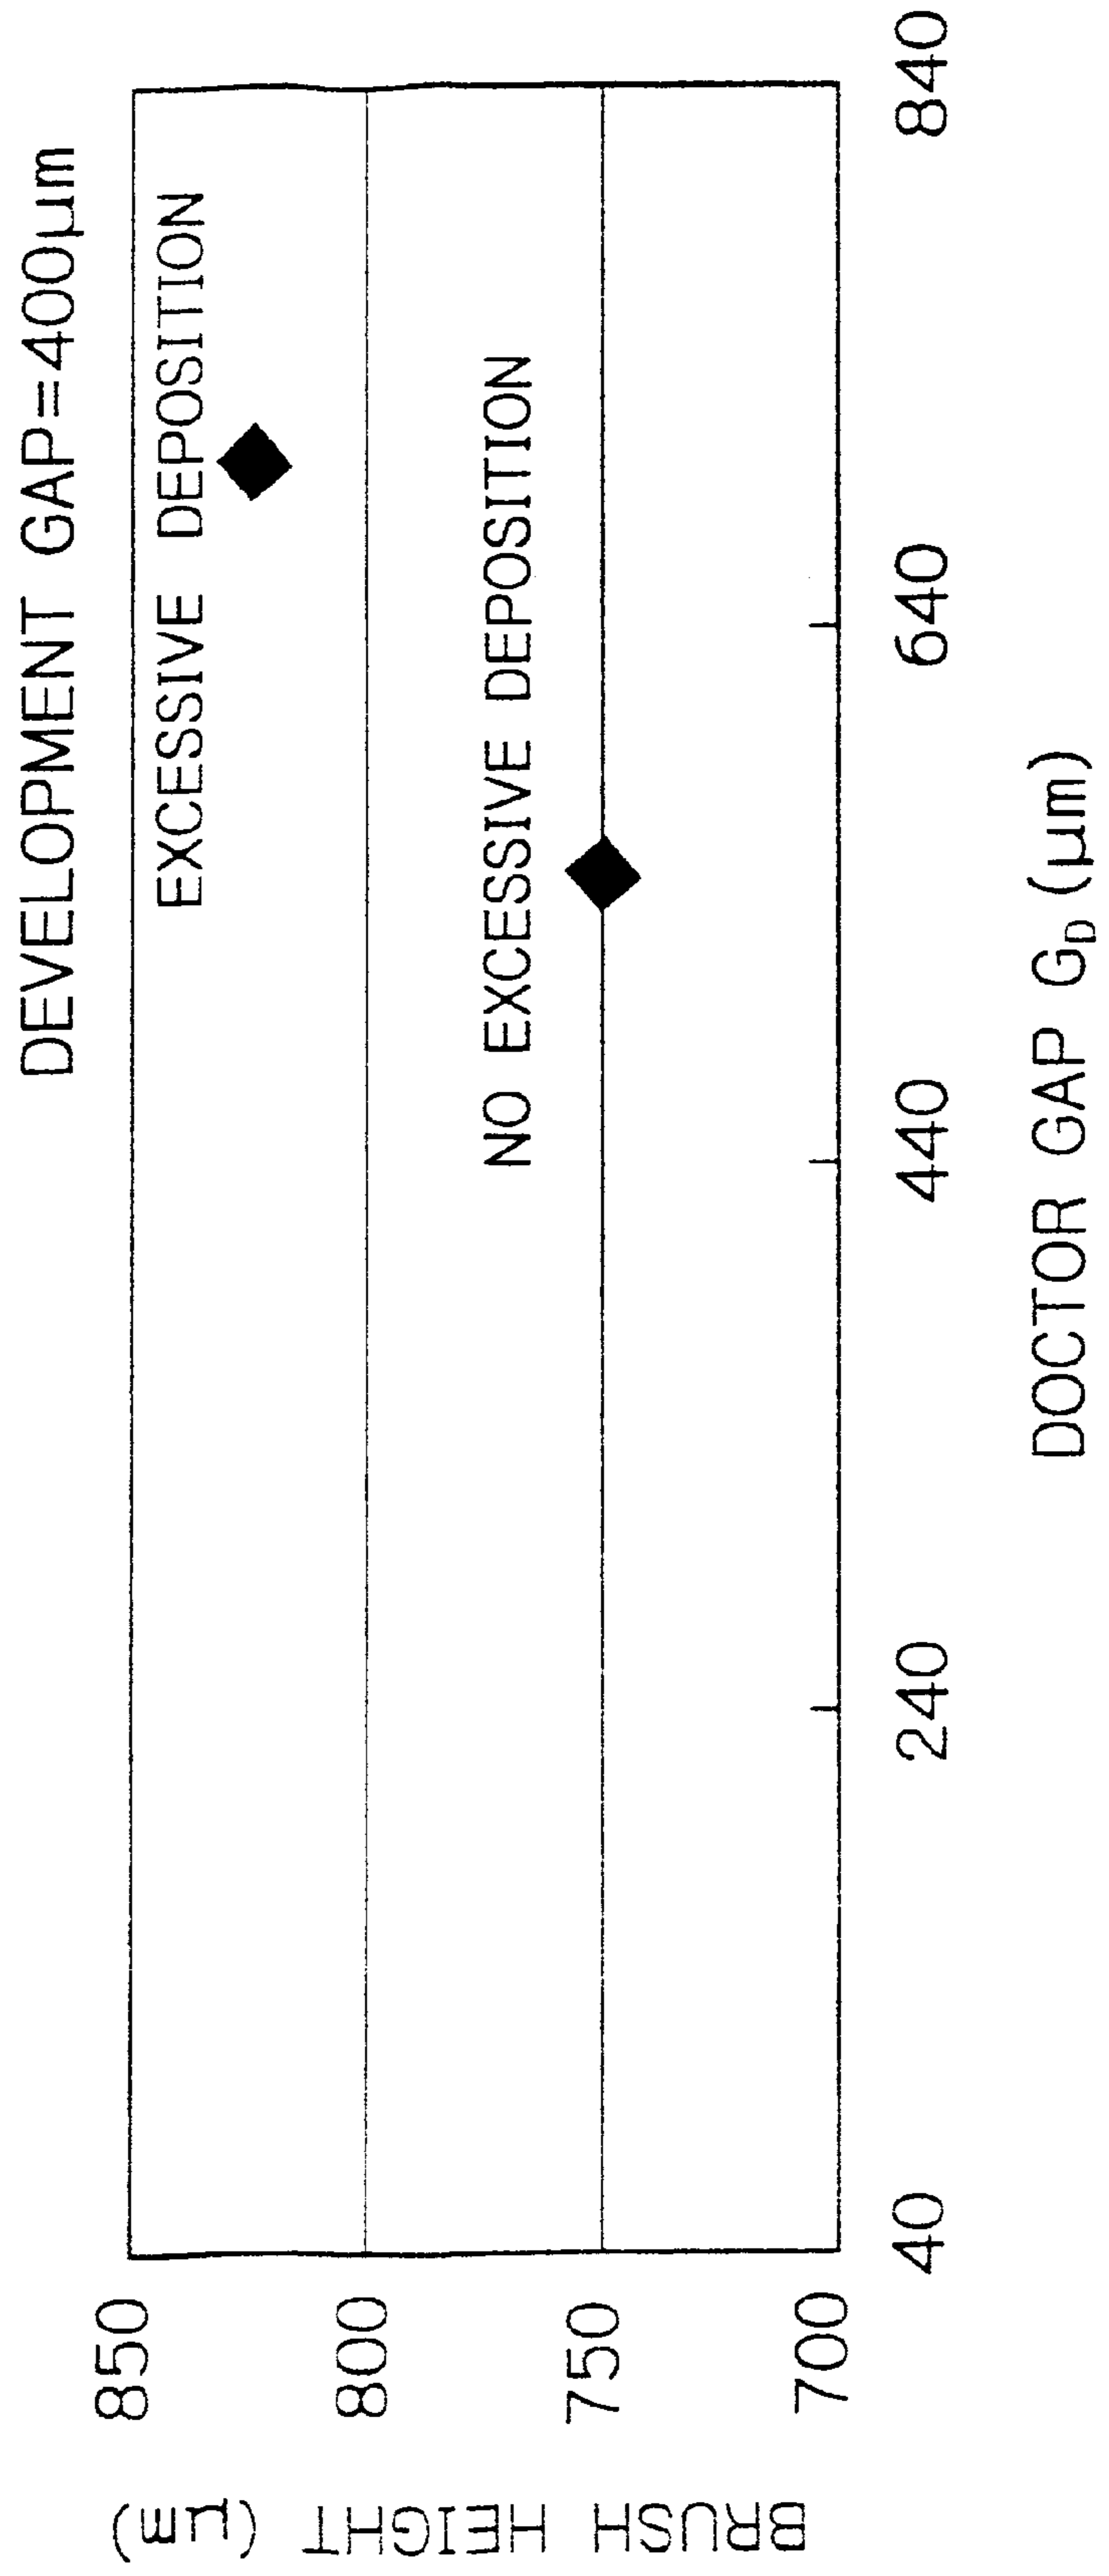 DEVELOPMENT GAP=400μm
EXCESSIVE DEPOSITION
NO EXCESSIVE DEPOSITION
BRUSH HEIGHT (μm)
850
800
750
700
40
240
440
640
840
DOCTOR GAP G_D (μm)